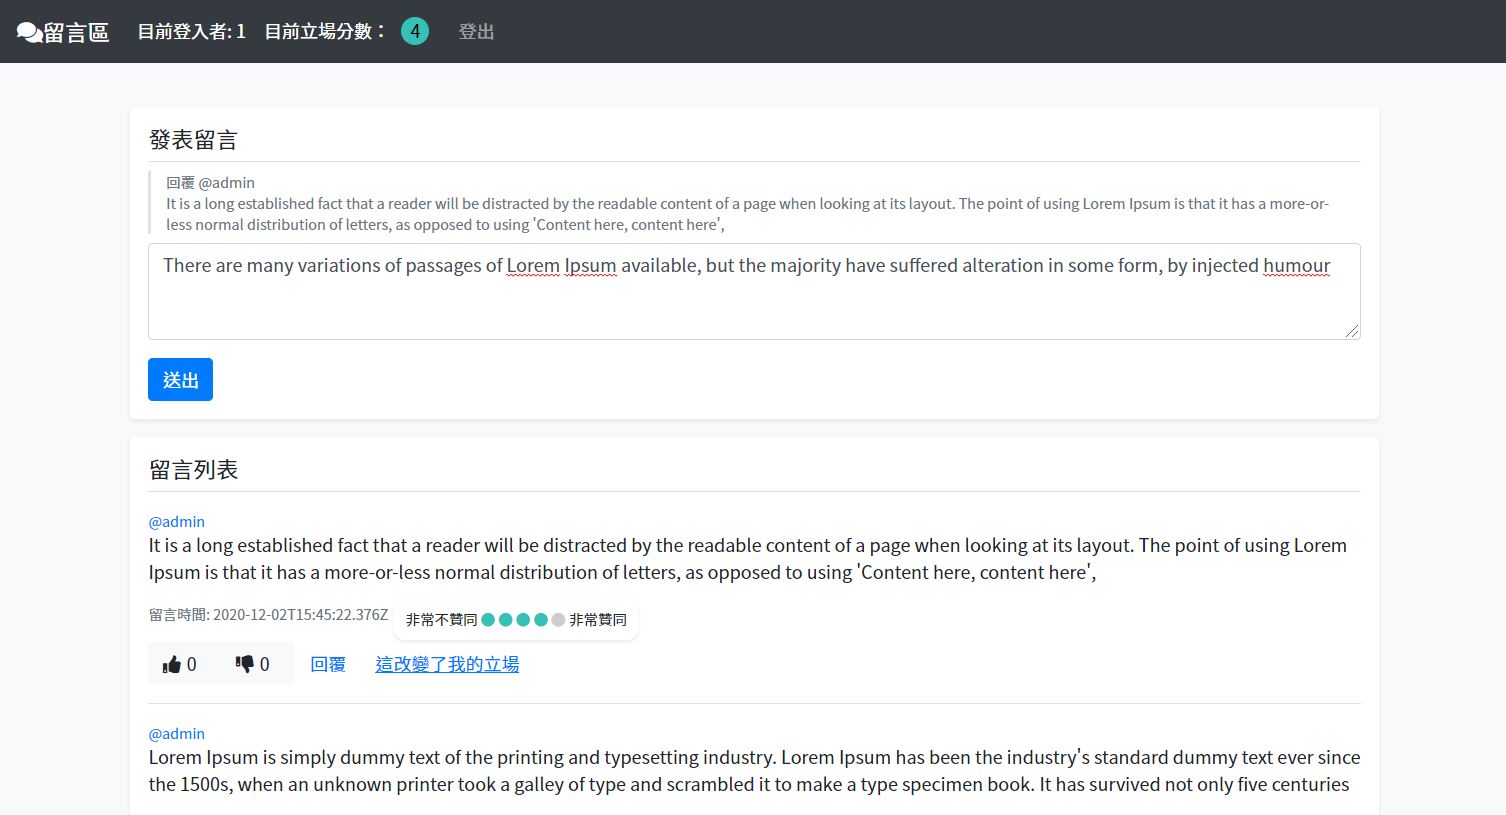 留言區 目前登入者: 1 目前立場分數： 4 登出
發表留言
回覆 @admin
It is a long established fact that a reader will be distracted by the readable content of a page when looking at its layout. The point of using Lorem Ipsum is that it has a more-or-
less normal distribution of letters, as opposed to using 'Content here, content here',
There are many variations of passages of Lorem Ipsum available, but the majority have suffered alteration in some form, by injected humour
送出
留言列表
@admin
It is a long established fact that a reader will be distracted by the readable content of a page when looking at its layout. The point of using Lorem
Ipsum is that it has a more-or-less normal distribution of letters, as opposed to using 'Content here, content here',
留言時間: 2020-12-02T15:45:22.376Z 非常不贊同 非常贊同
0 0 回覆 這改變了我的立場
@admin
Lorem Ipsum is simply dummy text of the printing and typesetting industry. Lorem Ipsum has been the industry's standard dummy text ever since
the 1500s, when an unknown printer took a galley of type and scrambled it to make a type specimen book. It has survived not only five centuries